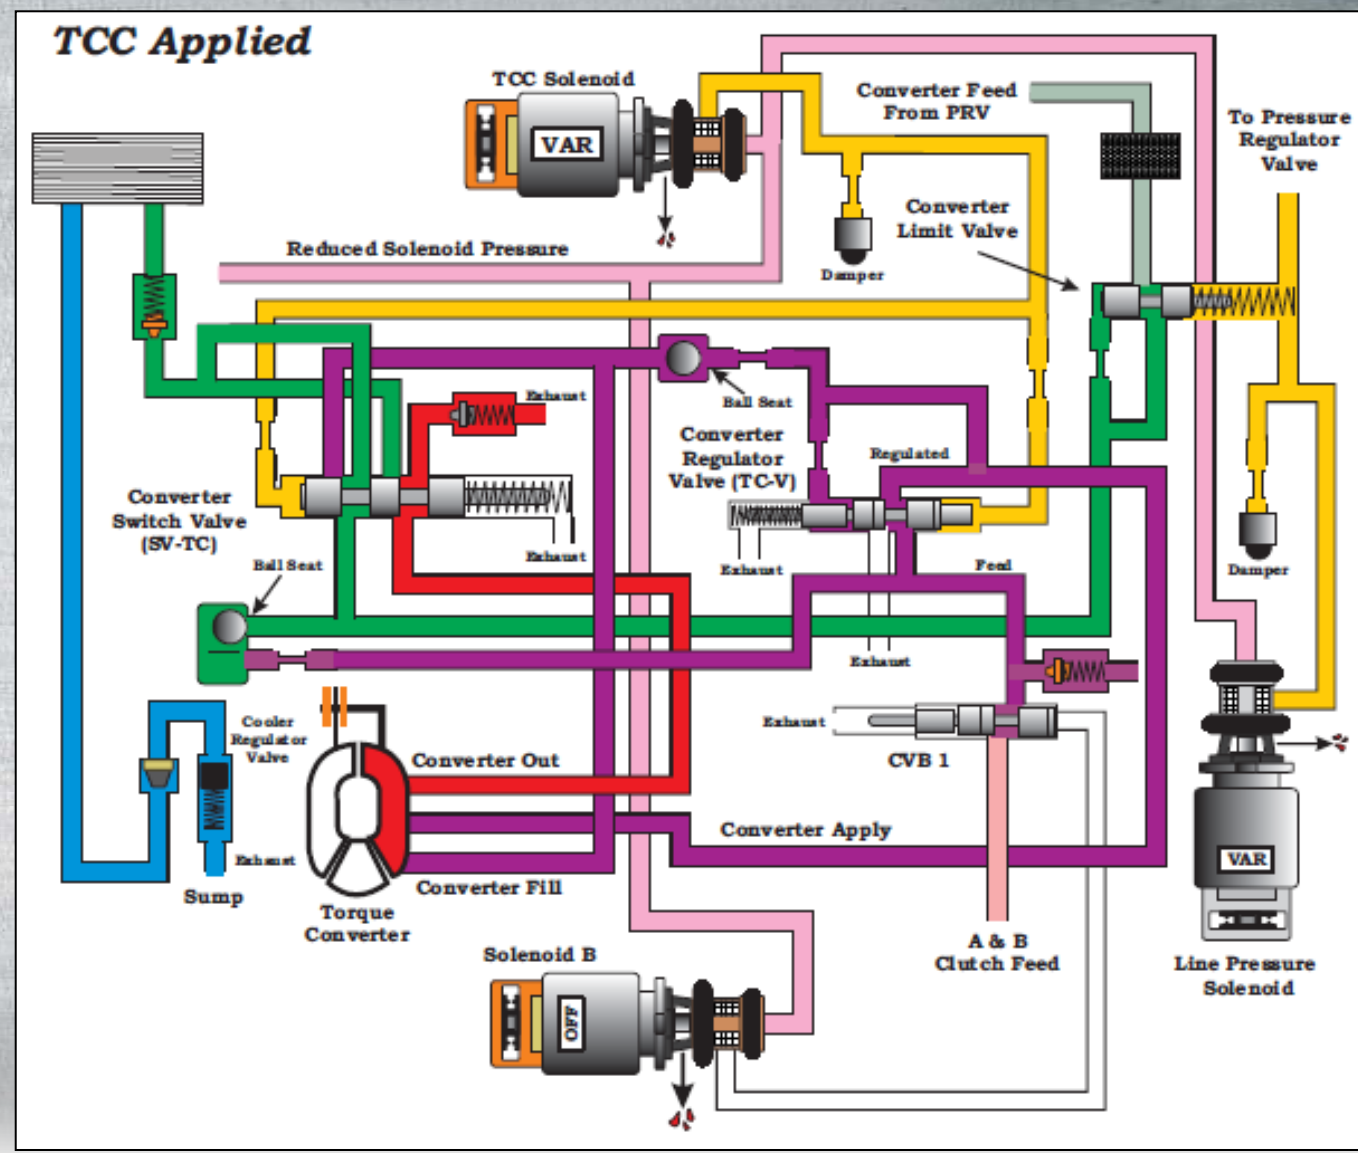 TCC Applied
TCC Solenoid
VAR
Converter Feed
From PRV
To Pressure
Regulator
Valve
Converter
Limit Valve
Reduced Solenoid Pressure
Damper
Exhaust
Ball Seat
Converter
Regulator
Valve (TC-V)
Regulated
Converter
Switch Valve
(SV-TC)
Exhaust
Exhaust
Feed
Damper
Ball Seat
Exhaust
Cooler
Regulator
Valve
Exhaust
CVB 1
Converter Out
Converter Apply
VAR
Exhaust
Sump
Converter Fill
Torque
Converter
A & B
Clutch Feed
Line Pressure
Solenoid
Solenoid B
OFF